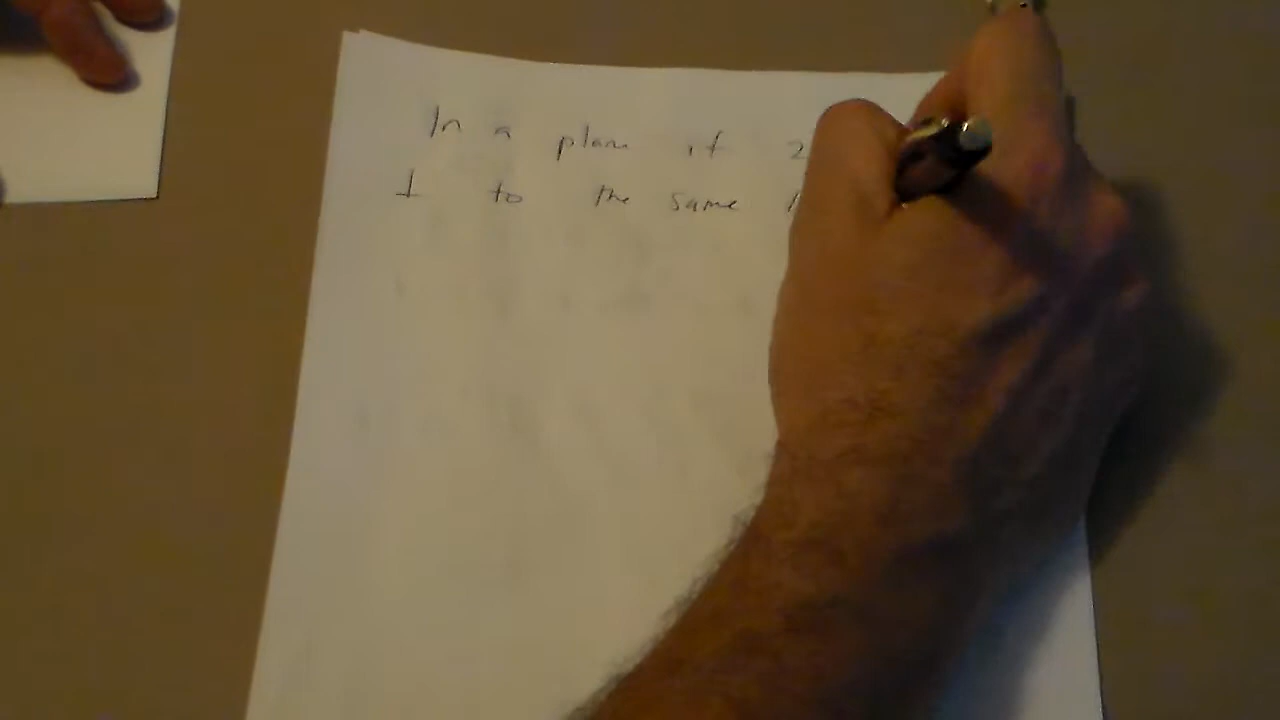 In a plane if 2
⊥ to the same